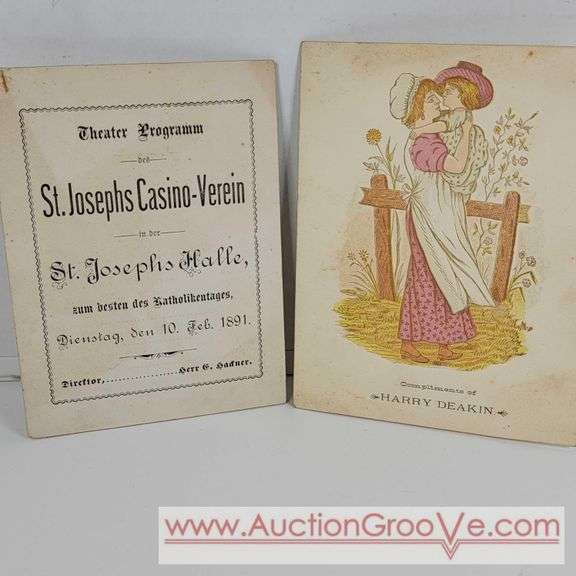 Theater Programm
des
St. Josephs Casino-Verein
in der
St. Josephs Halle,
zum besten des Katholikentages,
Dienstag, den 10. Feb. 1891.
Direktor, .................. Herr E. Hackner.
Compliments of
HARRY DEAKIN
www.AuctionGrooVe.com